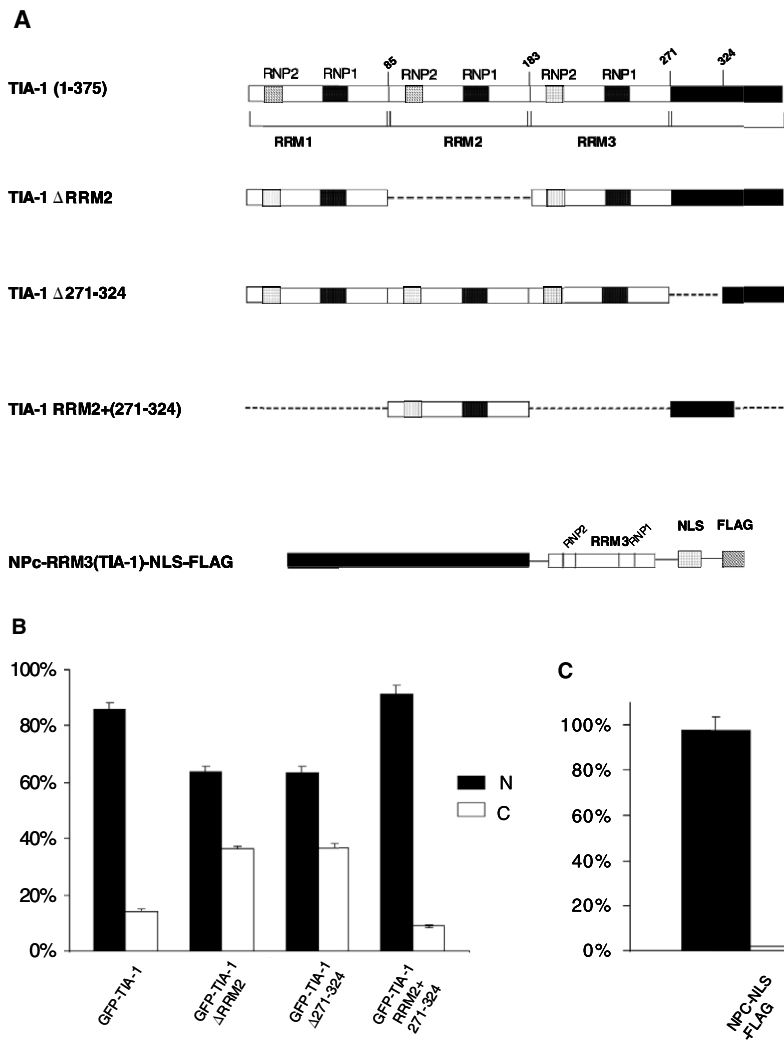 A
85 183 271 324
RNP2 RNP1 RNP2 RNP1 RNP2 RNP1
TIA-1 (1-375)
RRM1 RRM2 RRM3
TIA-1 ΔRRM2
TIA-1 Δ271-324
TIA-1 RRM2+(271-324)
RNP2 RRM3 RNP1 NLS FLAG
NPc-RRM3(TIA-1)-NLS-FLAG
B
100%
80%
60%
40%
20%
0%
N
C
GFP-TIA-1
GFP-TIA-1
ΔRRM2
GFP-TIA-1
Δ271-324
GFP-TIA-1
RRM2+
271-324
C
100%
80%
60%
40%
20%
0%
NPC-NLS
-FLAG